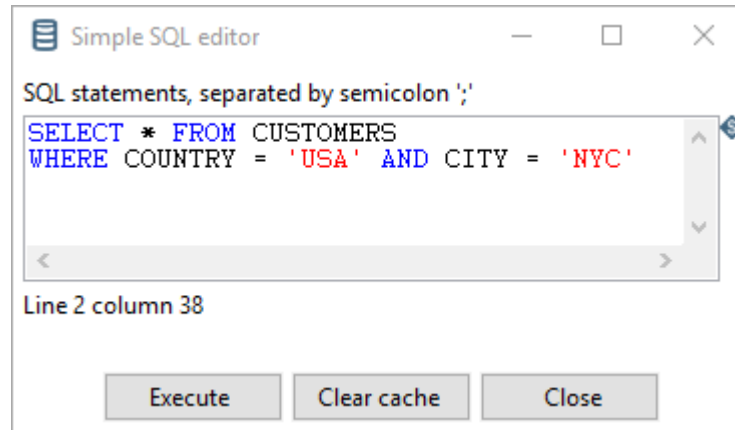 Simple SQL editor
SQL statements, separated by semicolon ';'
SELECT * FROM CUSTOMERS
WHERE COUNTRY = 'USA' AND CITY = 'NYC'
Line 2 column 38
Execute Clear cache Close